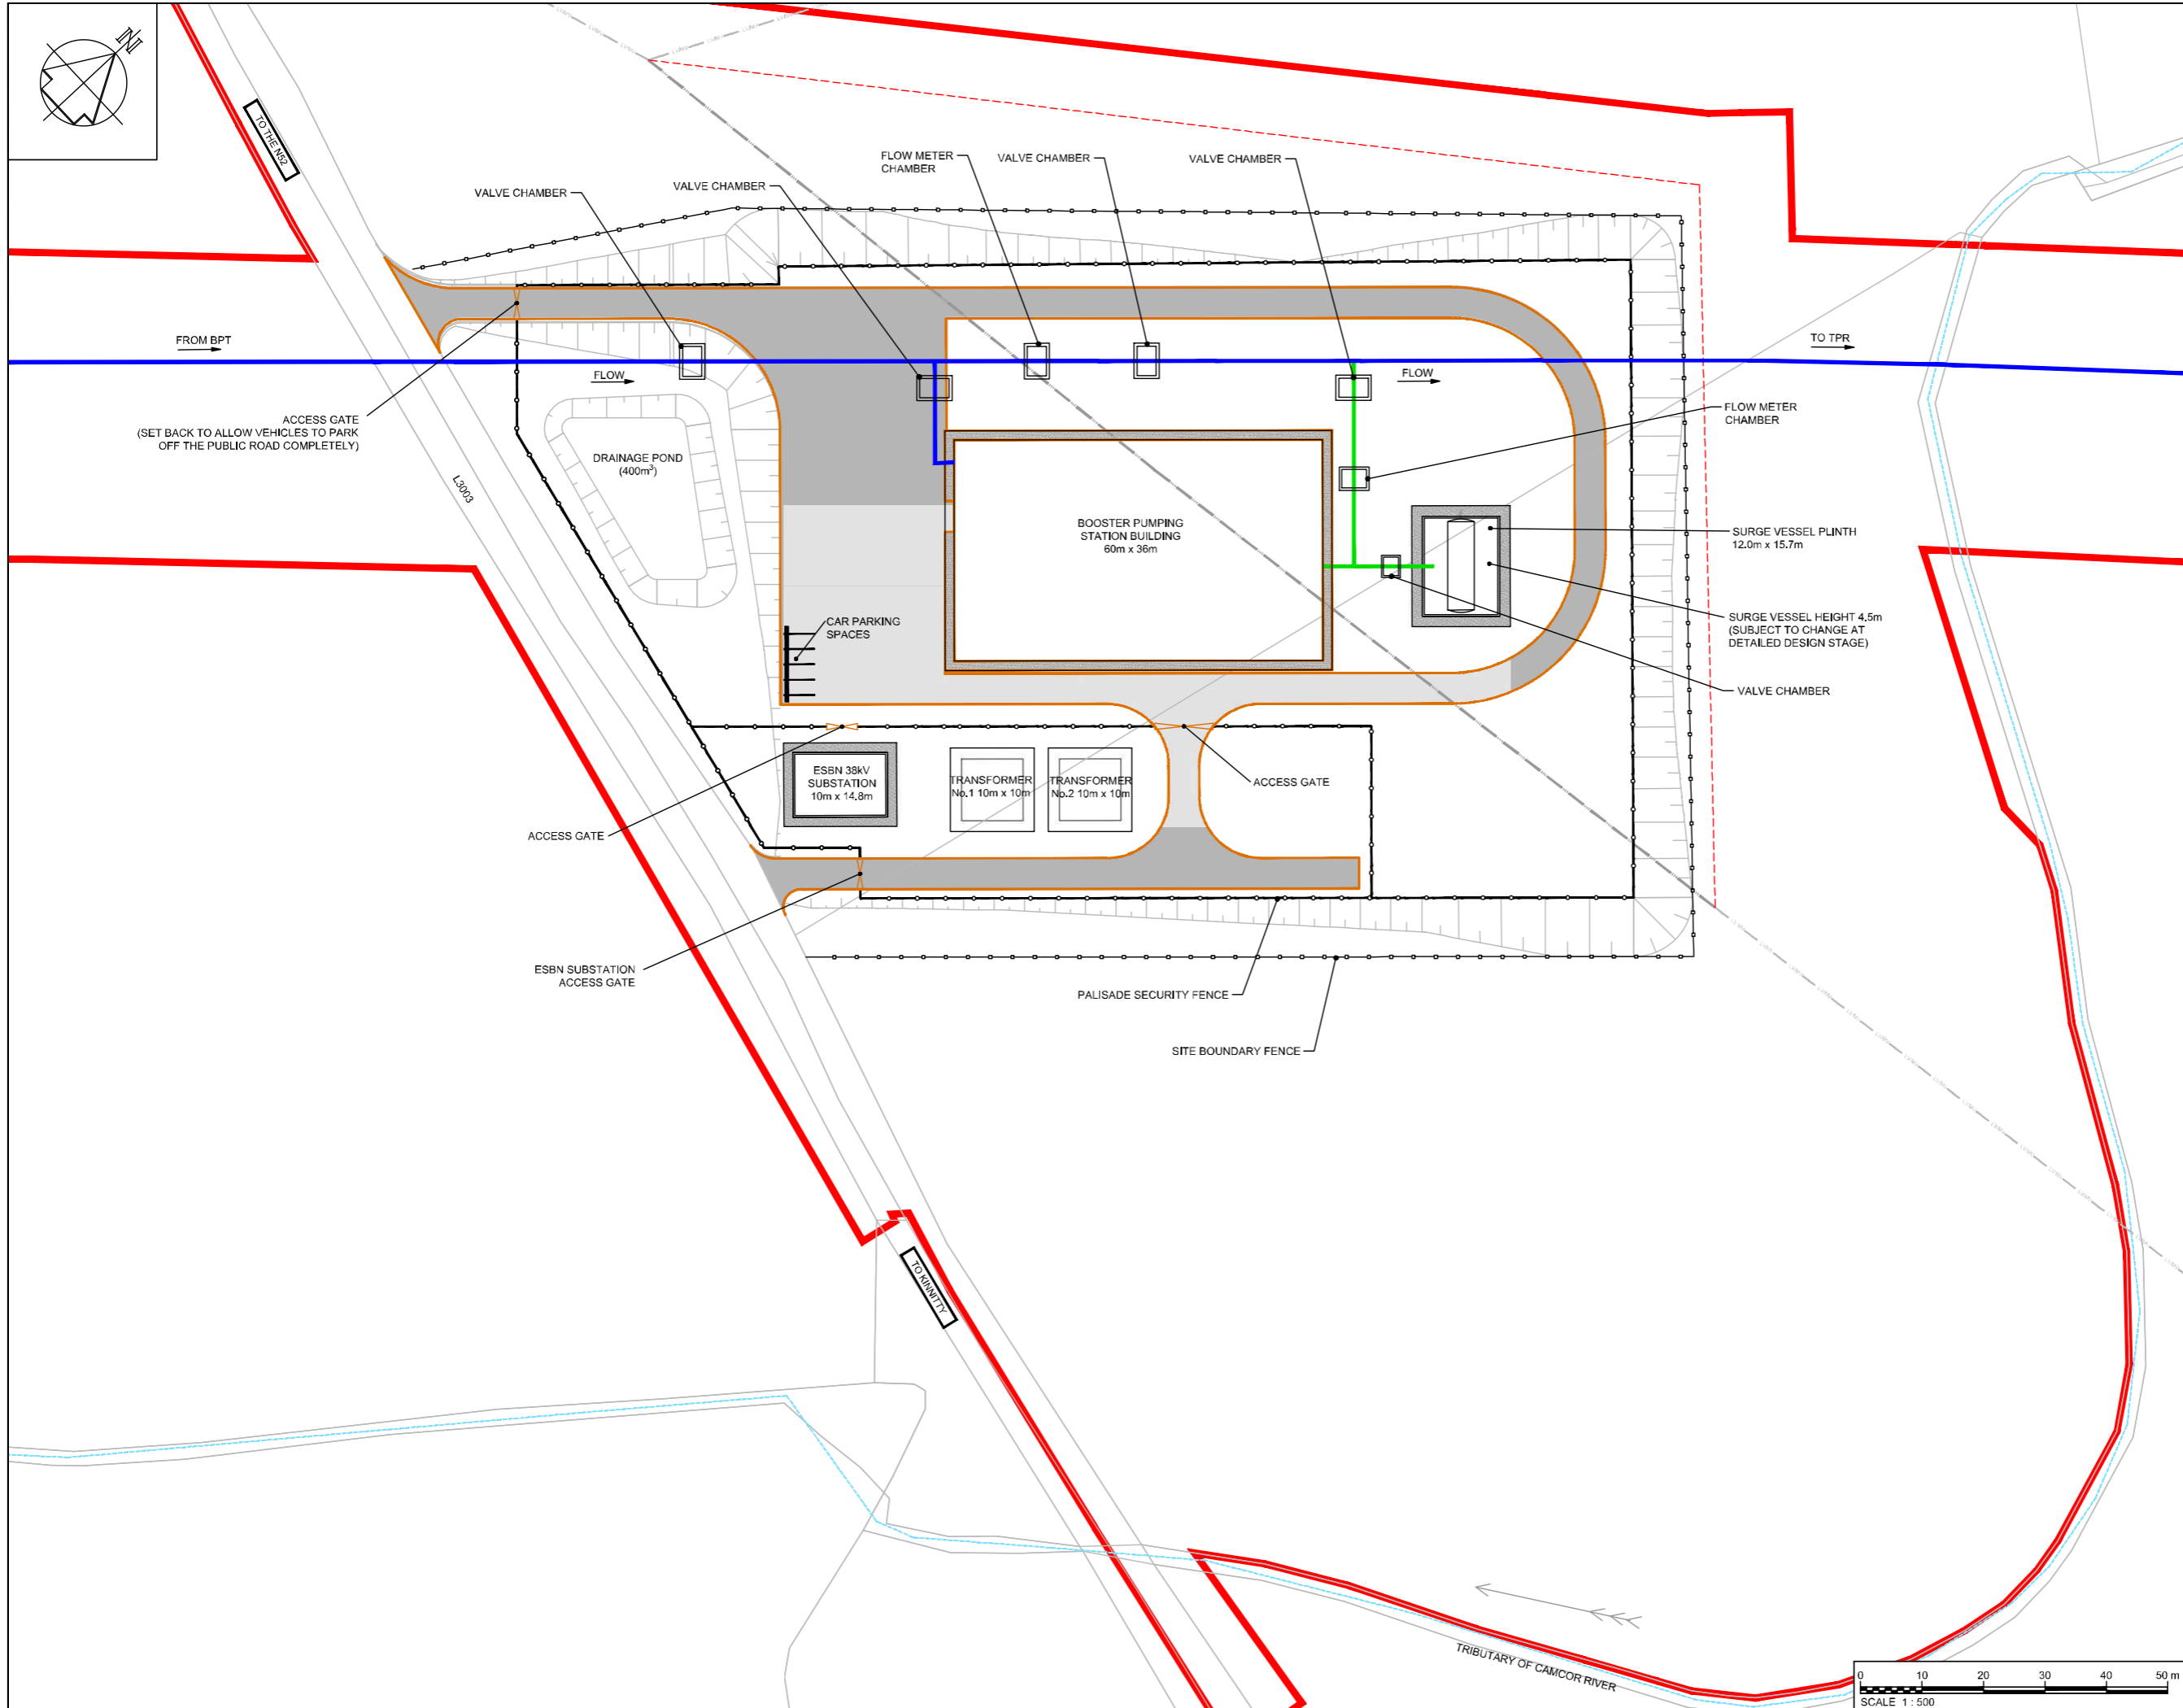 N
TO THE N52
FLOW METER
CHAMBER
VALVE CHAMBER
VALVE CHAMBER
VALVE CHAMBER
VALVE CHAMBER
FROM BPT
TO TPR
FLOW
FLOW
ACCESS GATE
(SET BACK TO ALLOW VEHICLES TO PARK
OFF THE PUBLIC ROAD COMPLETELY)
FLOW METER
CHAMBER
DRAINAGE POND
(400m³)
L3003
BOOSTER PUMPING
STATION BUILDING
60m x 36m
SURGE VESSEL PLINTH
12.0m x 15.7m
CAR PARKING
SPACES
SURGE VESSEL HEIGHT 4.5m
(SUBJECT TO CHANGE AT
DETAILED DESIGN STAGE)
VALVE CHAMBER
ESBN 38kV
SUBSTATION
10m x 14.8m
TRANSFORMER
No.1 10m x 10m
TRANSFORMER
No.2 10m x 10m
ACCESS GATE
ACCESS GATE
ESBN SUBSTATION
ACCESS GATE
PALISADE SECURITY FENCE
SITE BOUNDARY FENCE
TO KINNITTY
TRIBUTARY OF CAMCOR RIVER
0 10 20 30 40 50 m
SCALE 1 : 500